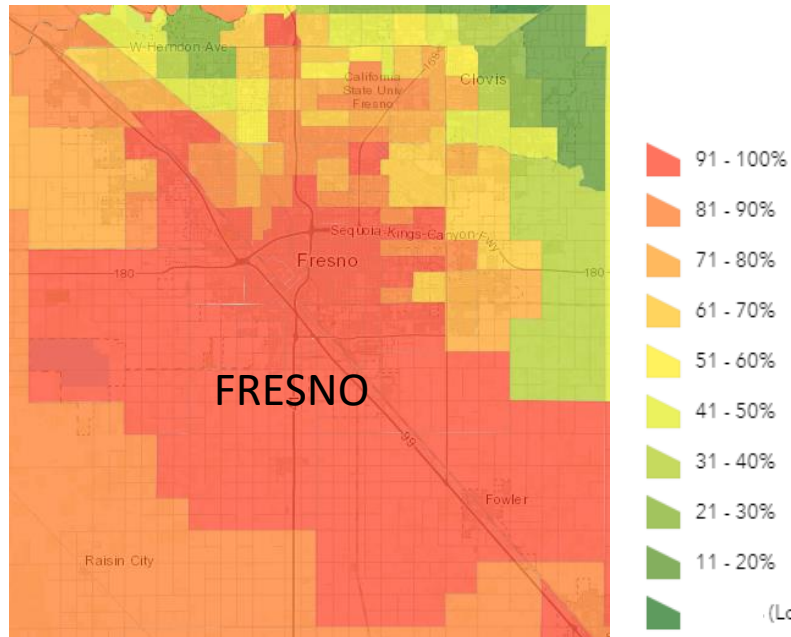 W Herndon Ave
168
California
State Univ
Fresno
Clovis
Sequoia-Kings-Canyon-Fwy
Fresno
180
180
FRESNO
99
Fowler
Raisin City
91 - 100%
81 - 90%
71 - 80%
61 - 70%
51 - 60%
41 - 50%
31 - 40%
21 - 30%
11 - 20%